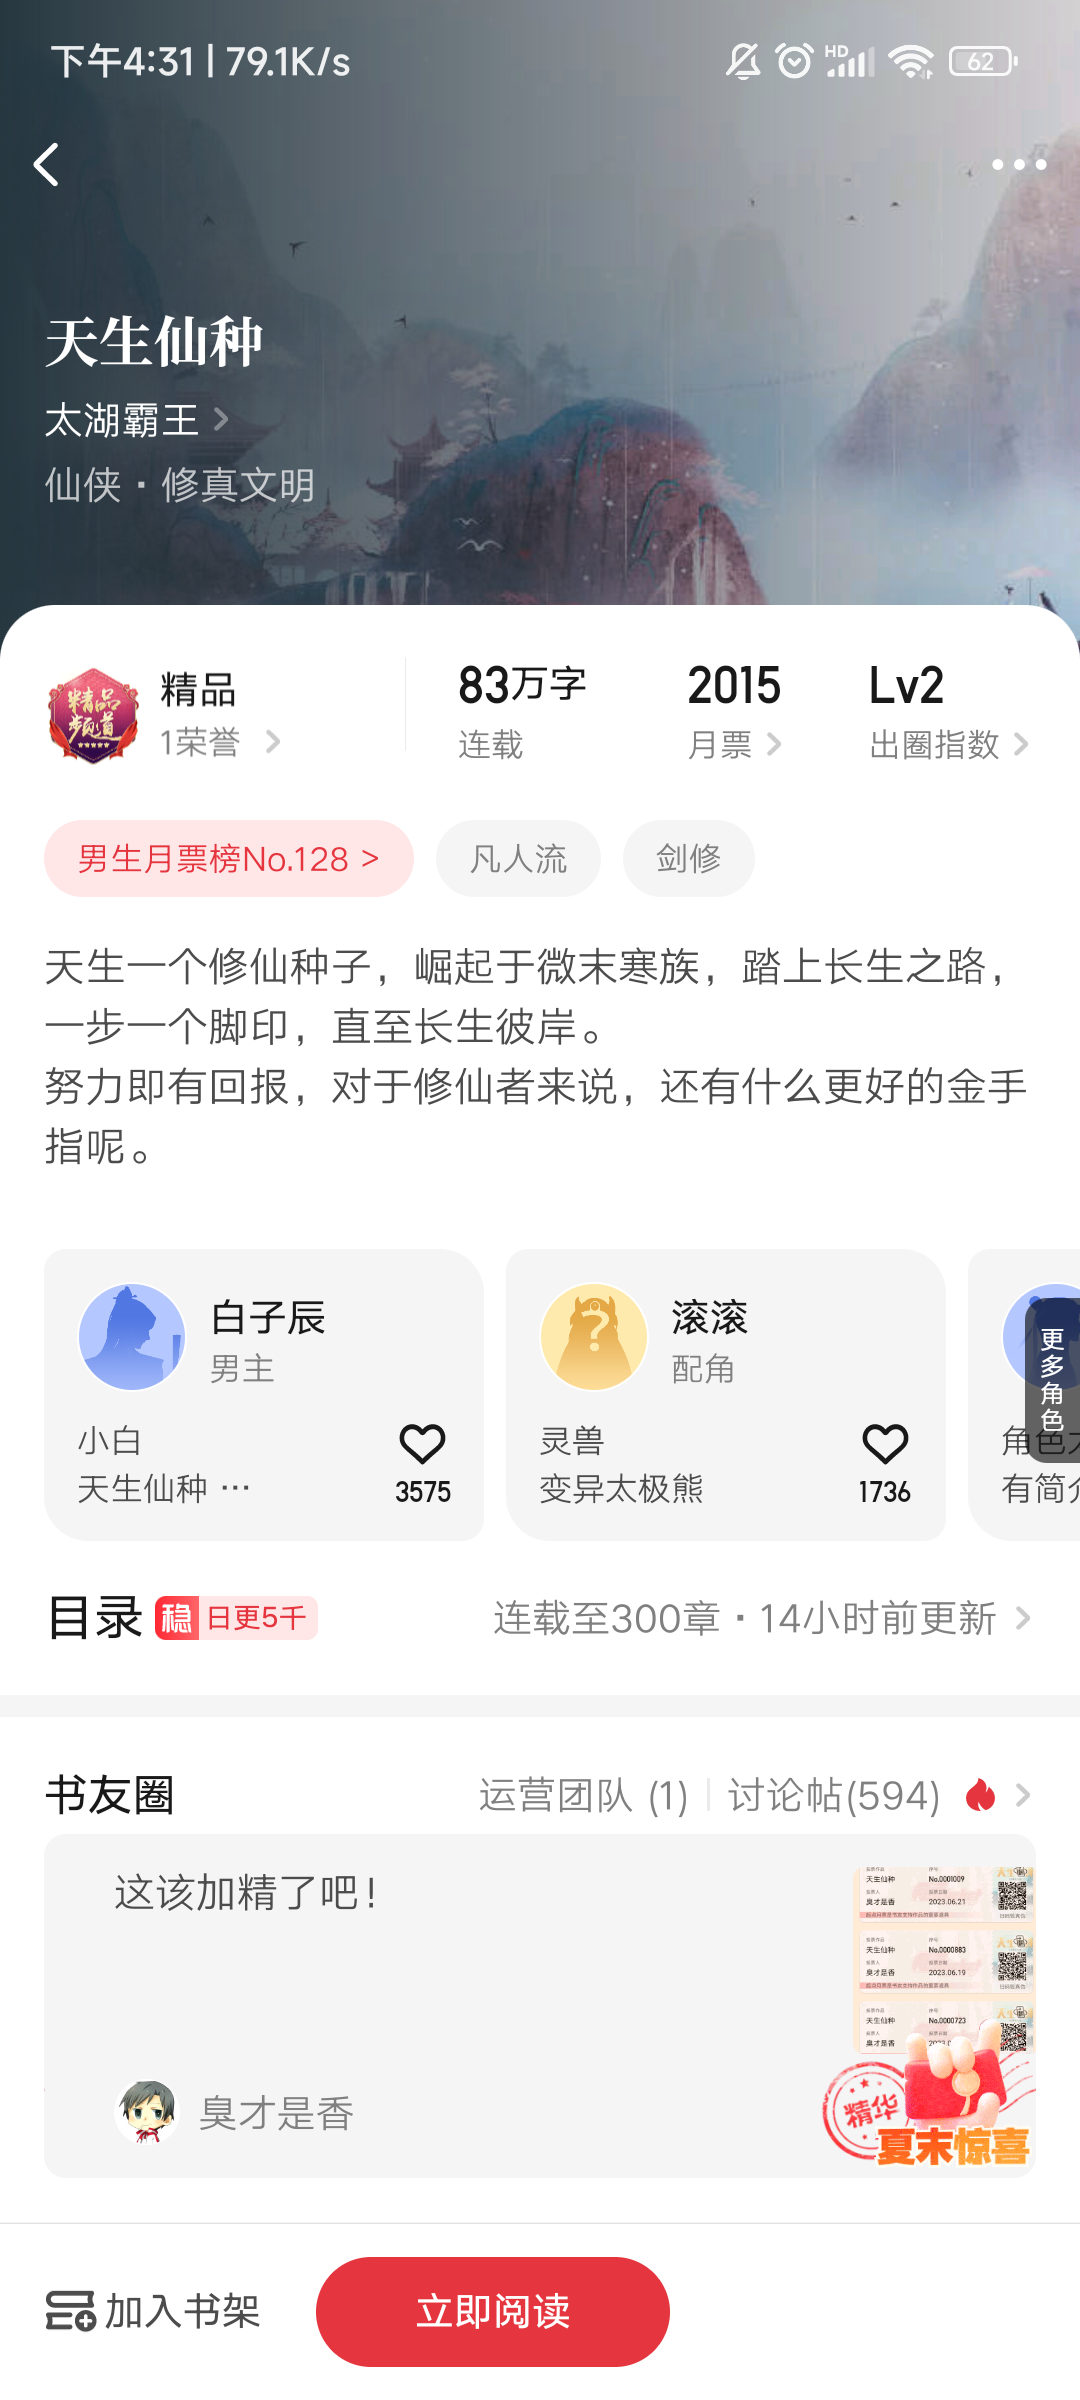 下午4:31 | 79.1K/s
HD
62
天生仙种
太湖霸王
仙侠·修真文明
精品频道
精品
1荣誉
83万字
连载
2015
月票
Lv2
出圈指数
男生月票榜No.128 >
凡人流
剑修
天生一个修仙种子，崛起于微末寒族，踏上长生之路，
一步一个脚印，直至长生彼岸。
努力即有回报，对于修仙者来说，还有什么更好的金手
指呢。
白子辰
男主
小白
天生仙种 …
3575
滚滚
配角
灵兽
变异太极熊
1736
更多角色
角色
有简介
目录
稳 日更5千
连载至300章·14小时前更新
书友圈
运营团队 (1) | 讨论帖(594)
这该加精了吧！
天生仙种 No.0001009
臭才是香 2023.06.21
天生仙种 No.0000883
臭才是香 2023.06.19
天生仙种 No.0000723
臭才是香
精华
夏末惊喜
臭才是香
加入书架
立即阅读